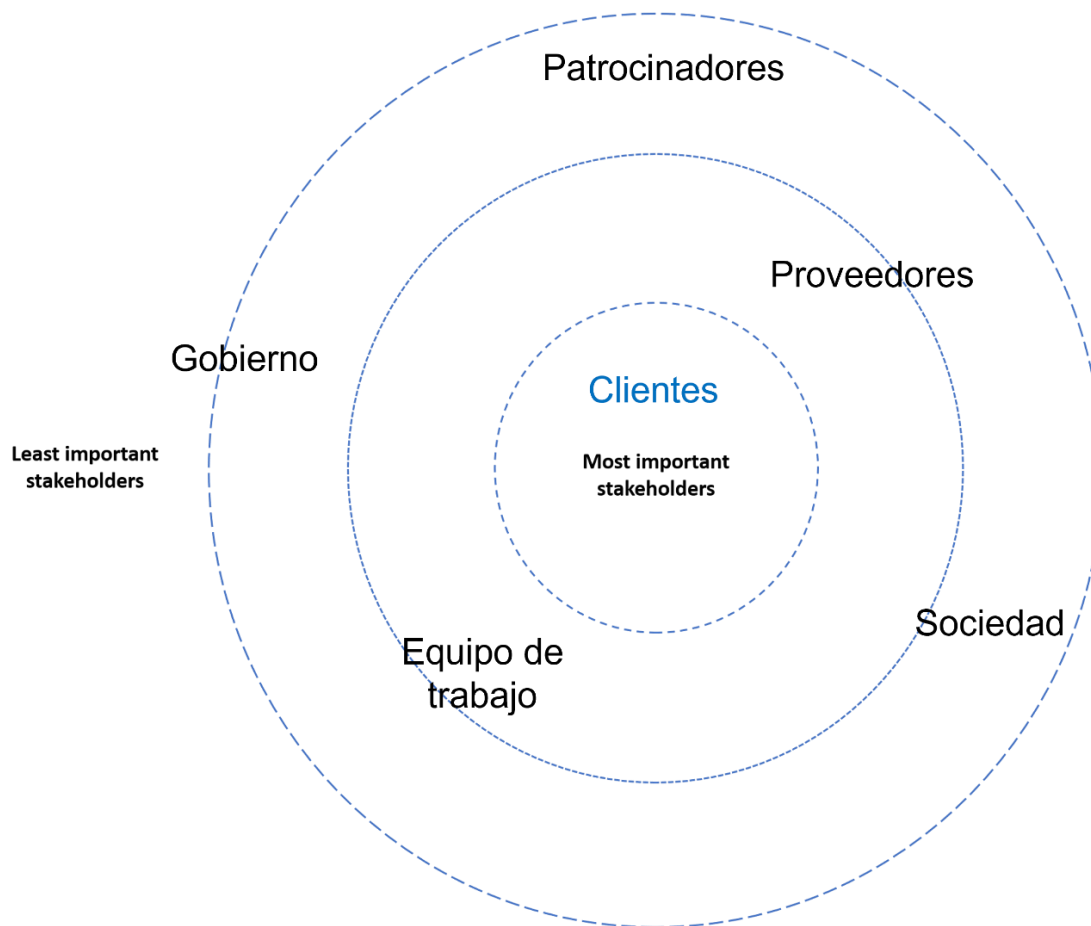 Patrocinadores
Proveedores
Gobierno
Clientes
Least important
stakeholders
Most important
stakeholders
Sociedad
Equipo de
trabajo